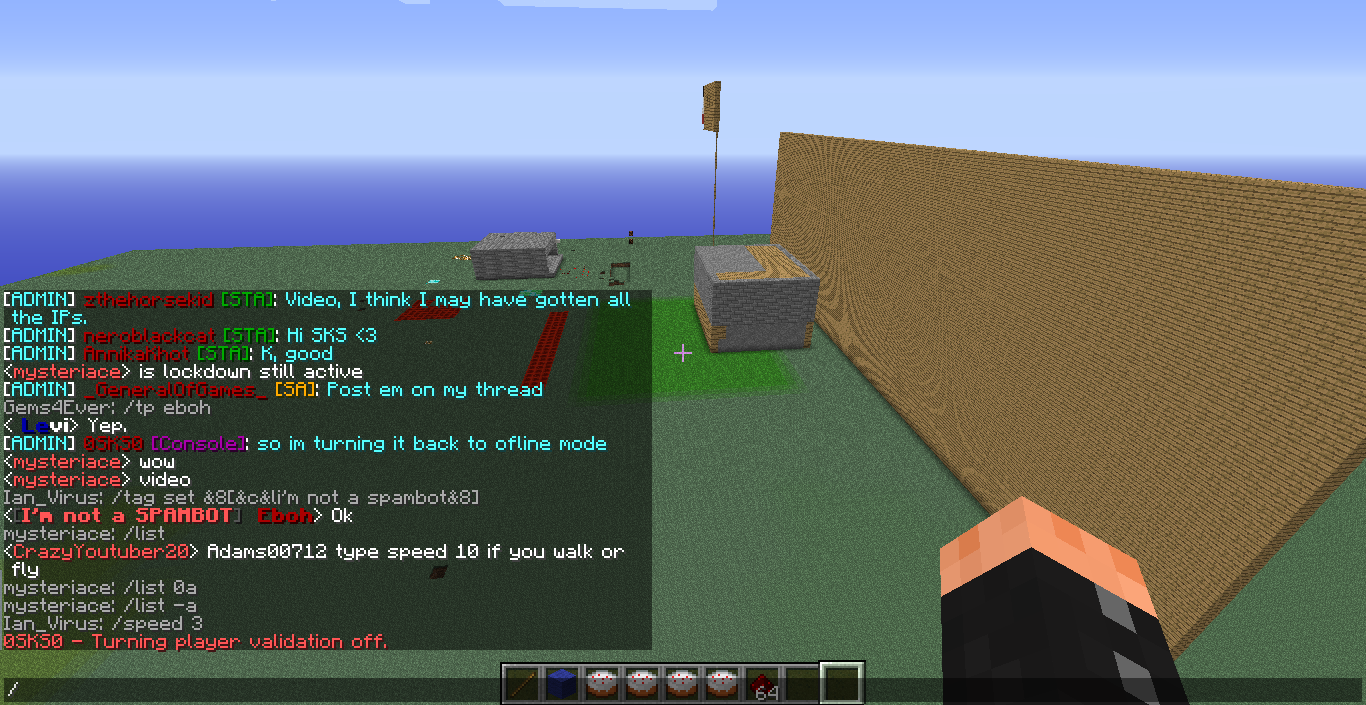 [ADMIN] zthehorsekid [STA]: Video, I think I may have gotten all
the IPs.
[ADMIN] neroblackcat [STA]: Hi SKS <3
[ADMIN] AnnikaKhot [STA]: K, good
<mysteriace> is lockdown still active
[ADMIN] _GeneralOfGames_ [SA]: Post em on my thread
Gems4Ever: /tp eboh
< Levi> Yep.
[ADMIN] 0SKS0 [Console]: so im turning it back to ofline mode
<mysteriace> wow
<mysteriace> video
Ian_Virus: /tag set &8[&c&li'm not a spambot&8]
<[I'm not a SPAMBOT] Eboh> Ok
mysteriace: /list
<CrazyYoutuber20> Adams00712 type speed 10 if you walk or
fly
mysteriace: /list 0a
mysteriace: /list -a
Ian_Virus: /speed 3
0SKS0 - Turning player validation off.
/
64